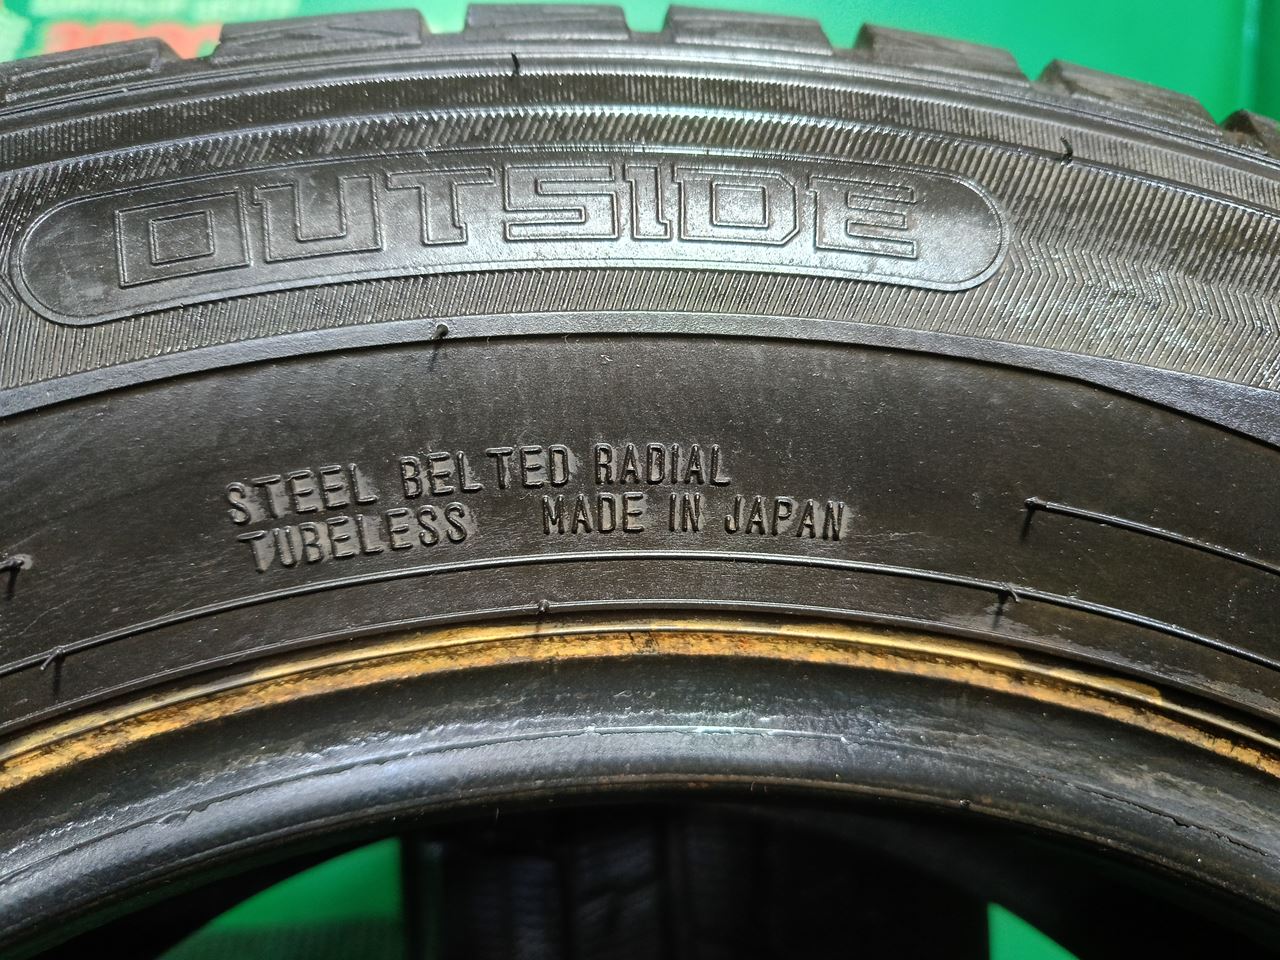 OUTSIDE
STEEL BELTED RADIAL
TUBELESS MADE IN JAPAN